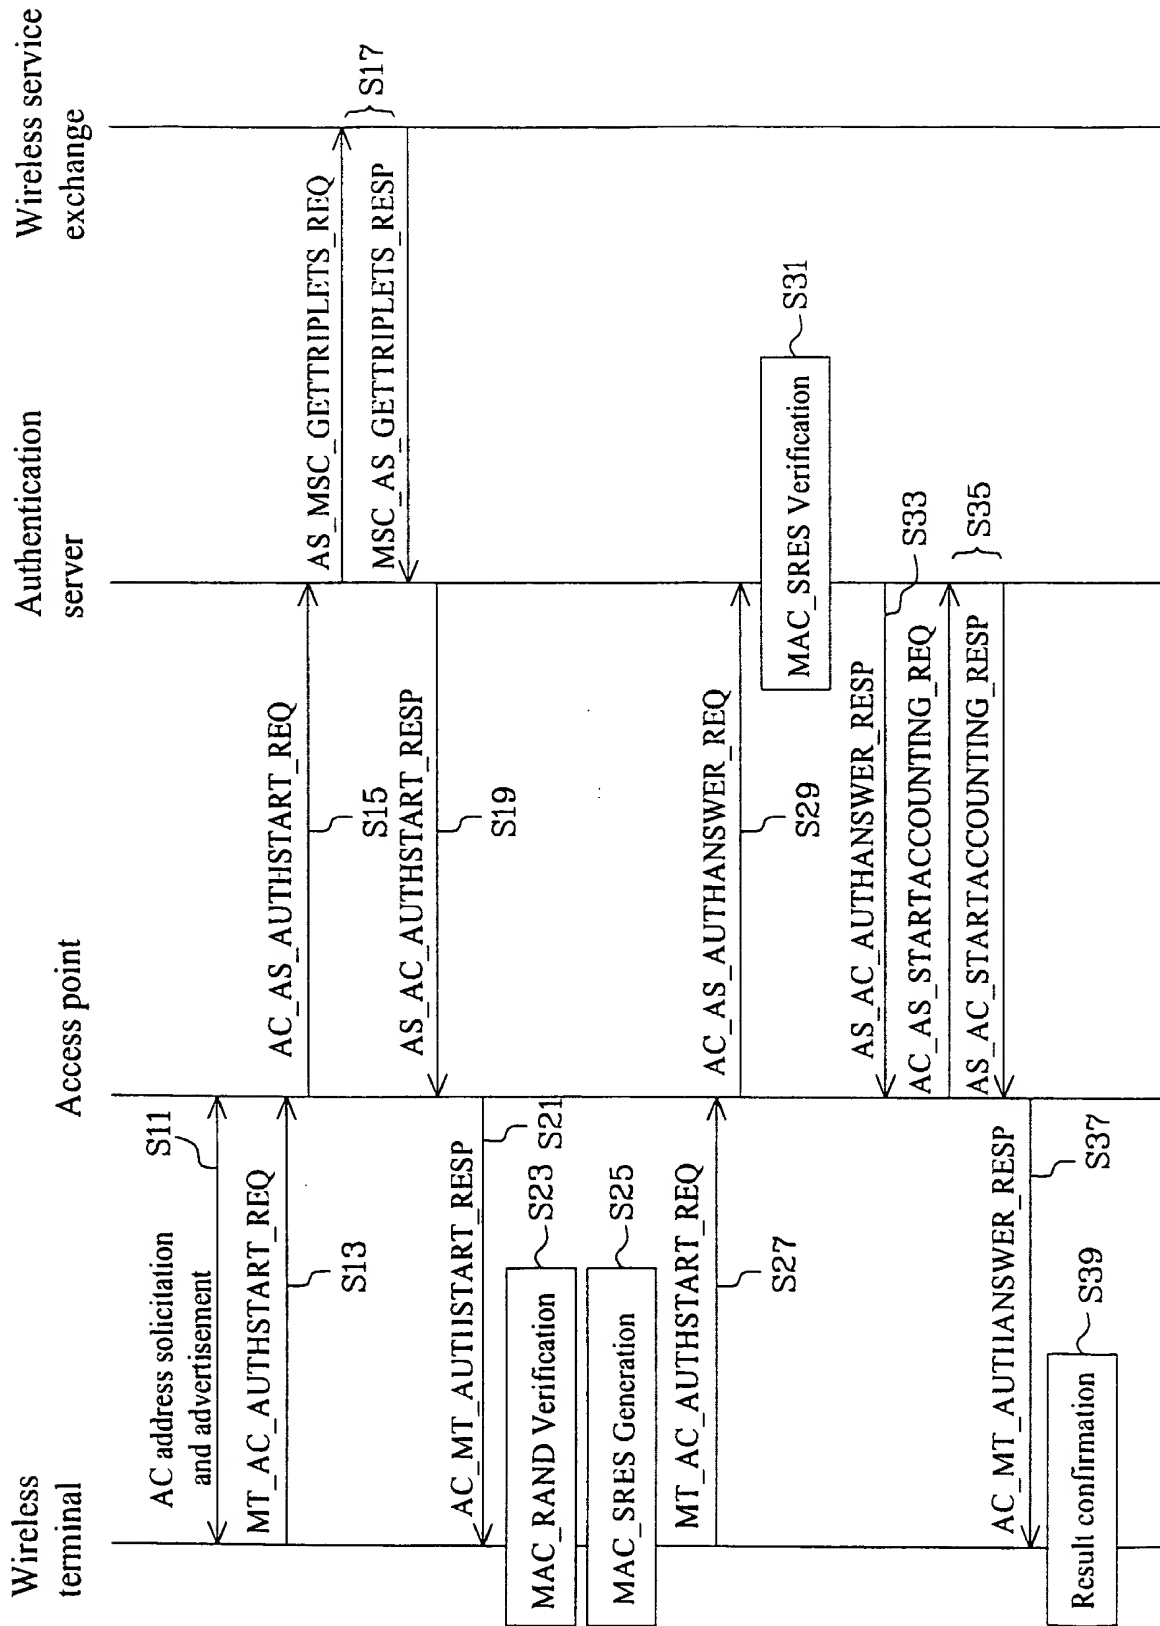 Wireless
terminal
Access point
Authentication
server
Wireless service
exchange
AC address solicitation
and advertisement
S11
MT_AC_AUTHSTART_REQ
S13
AC_AS_AUTHSTART_REQ
S15
AS_MSC_GETTRIPLETS_REQ
MSC_AS_GETTRIPLETS_RESP
S17
AS_AC_AUTHSTART_RESP
S19
AC_MT_AUTHSTART_RESP
S21
MAC_RAND Verification
S23
MAC_SRES Generation
S25
MT_AC_AUTHSTART_REQ
S27
AC_AS_AUTHANSWER_REQ
S29
MAC_SRES Verification
S31
AS_AC_AUTHANSWER_RESP
S33
AC_AS_STARTACCOUNTING_REQ
AS_AC_STARTACCOUNTING_RESP
S35
AC_MT_AUTHANSWER_RESP
S37
Result confirmation
S39